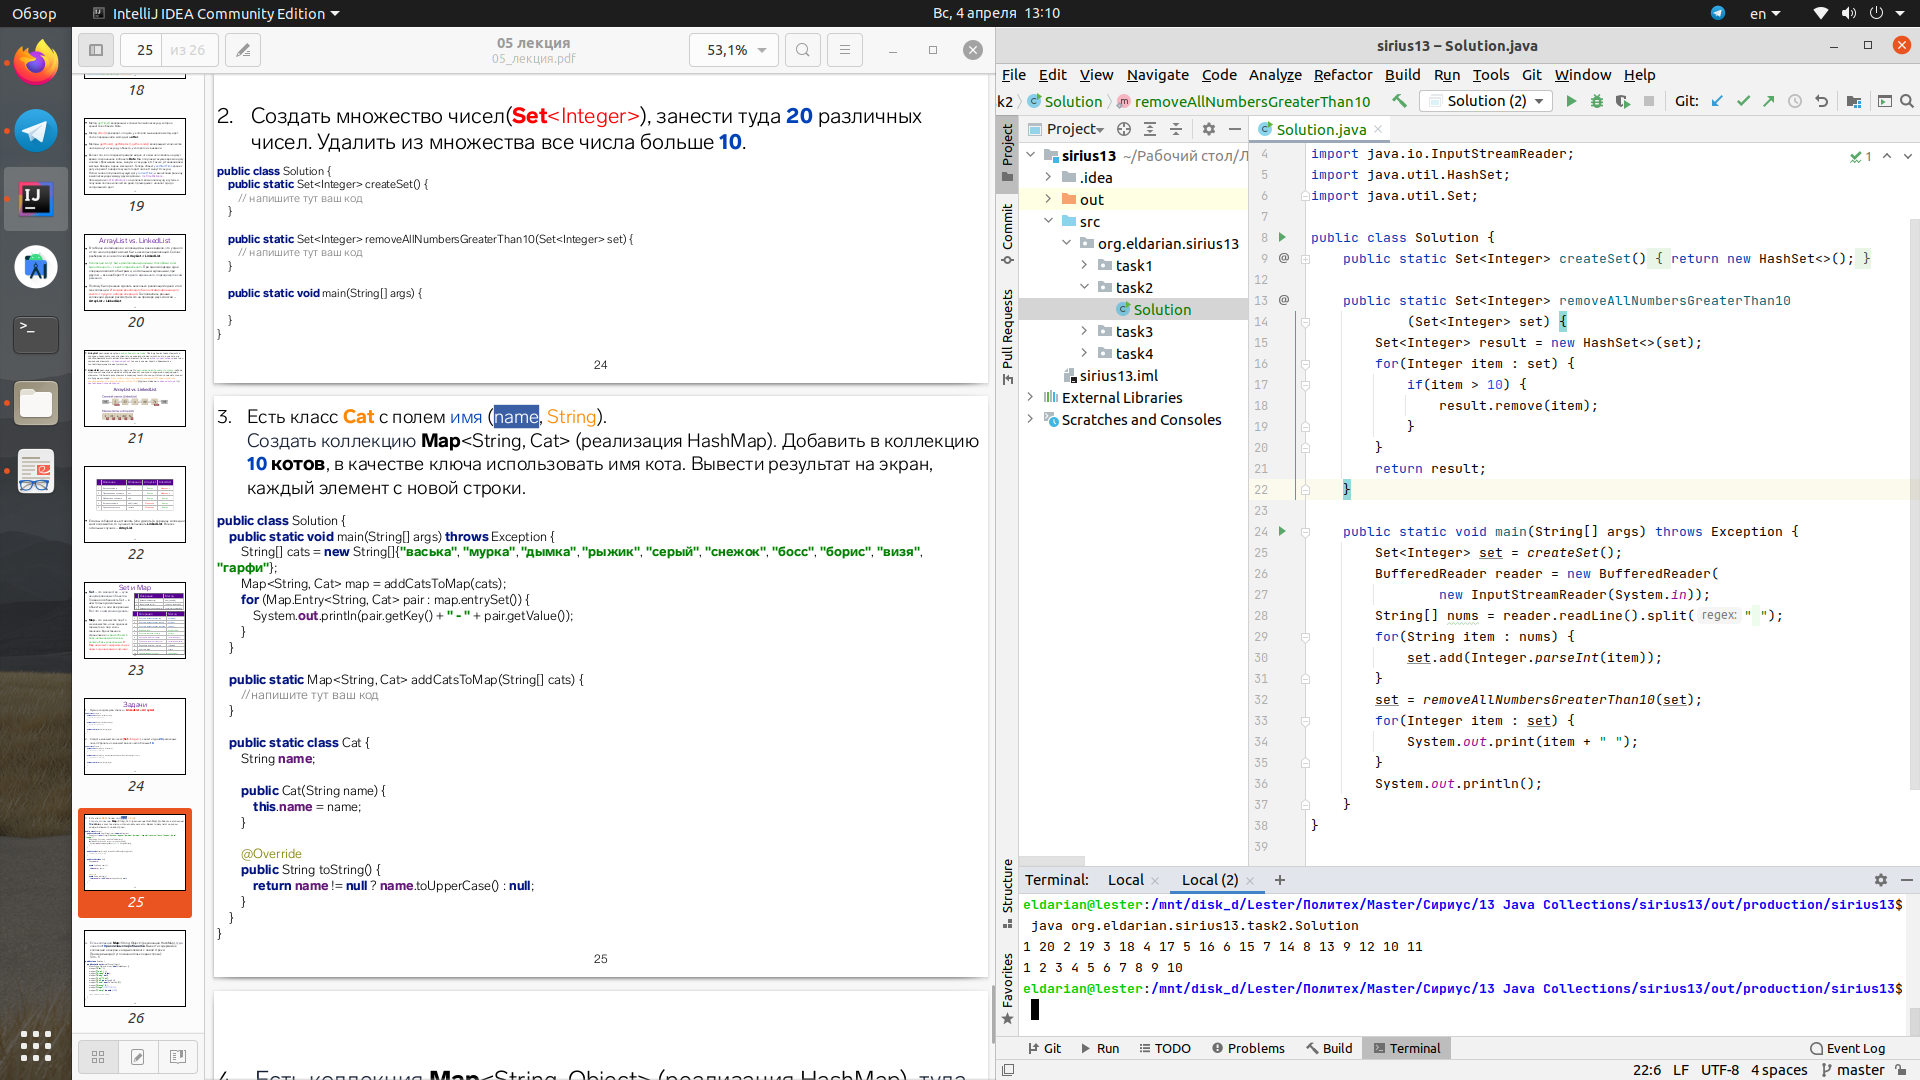 Обзор
IntelliJ IDEA Community Edition
Вс, 4 апреля 13:10
en
25
из 26
05 лекция
05_лекция.pdf
53,1%
18
19
ArrayList vs. LinkedList
20
ArrayList vs. LinkedList
21
22
Set и Map
23
Задачи
24
25
26
2. Создать множество чисел(Set<Integer>), занести туда 20 различных
чисел. Удалить из множества все числа больше 10.
public class Solution {
public static Set<Integer> createSet() {
// напишите тут ваш код
}
public static Set<Integer> removeAllNumbersGreaterThan10(Set<Integer> set) {
// напишите тут ваш код
}
public static void main(String[] args) {
}
}
24
3. Есть класс Cat с полем имя (name, String).
Создать коллекцию Map<String, Cat> (реализация HashMap). Добавить в коллекцию
10 котов, в качестве ключа использовать имя кота. Вывести результат на экран,
каждый элемент с новой строки.
public class Solution {
public static void main(String[] args) throws Exception {
String[] cats = new String[]{"васька", "мурка", "дымка", "рыжик", "серый", "снежок", "босс", "борис", "визя",
"гарфи"};
Map<String, Cat> map = addCatsToMap(cats);
for (Map.Entry<String, Cat> pair : map.entrySet()) {
System.out.println(pair.getKey() + " - " + pair.getValue());
}
}
public static Map<String, Cat> addCatsToMap(String[] cats) {
//напишите тут ваш код
}
public static class Cat {
String name;
public Cat(String name) {
this.name = name;
}
@Override
public String toString() {
return name != null ? name.toUpperCase() : null;
}
}
}
25
4. Есть коллекция Map<String, Object> (реализация HashMap), туда
sirius13 – Solution.java
File Edit View Navigate Code Analyze Refactor Build Run Tools Git Window Help
k2 Solution removeAllNumbersGreaterThan10
Solution (2)
Git:
Project
Solution.java
Project
Commit
Pull Requests
Structure
Favorites
sirius13 ~/Рабочий стол/Л
.idea
out
src
org.eldarian.sirius13
task1
task2
Solution
task3
task4
sirius13.iml
External Libraries
Scratches and Consoles
1
4 import java.io.InputStreamReader;
5 import java.util.HashSet;
6 import java.util.Set;
7
8 public class Solution {
9 @ public static Set<Integer> createSet() { return new HashSet<>(); }
12
13 @ public static Set<Integer> removeAllNumbersGreaterThan10
14 (Set<Integer> set) {
15 Set<Integer> result = new HashSet<>(set);
16 for(Integer item : set) {
17 if(item > 10) {
18 result.remove(item);
19 }
20 }
21 return result;
22 }
23
24 public static void main(String[] args) throws Exception {
25 Set<Integer> set = createSet();
26 BufferedReader reader = new BufferedReader(
27 new InputStreamReader(System.in));
28 String[] nums = reader.readLine().split( regex: " ");
29 for(String item : nums) {
30 set.add(Integer.parseInt(item));
31 }
32 set = removeAllNumbersGreaterThan10(set);
33 for(Integer item : set) {
34 System.out.print(item + " ");
35 }
36 System.out.println();
37 }
38 }
39
Terminal: Local Local (2)
eldarian@lester:/mnt/disk_d/Lester/Политех/Master/Сириус/13 Java Collections/sirius13/out/production/sirius13$
java org.eldarian.sirius13.task2.Solution
1 20 2 19 3 18 4 17 5 16 6 15 7 14 8 13 9 12 10 11
1 2 3 4 5 6 7 8 9 10
eldarian@lester:/mnt/disk_d/Lester/Политех/Master/Сириус/13 Java Collections/sirius13/out/production/sirius13$
Git Run TODO Problems Build Terminal Event Log
22:6 LF UTF-8 4 spaces master